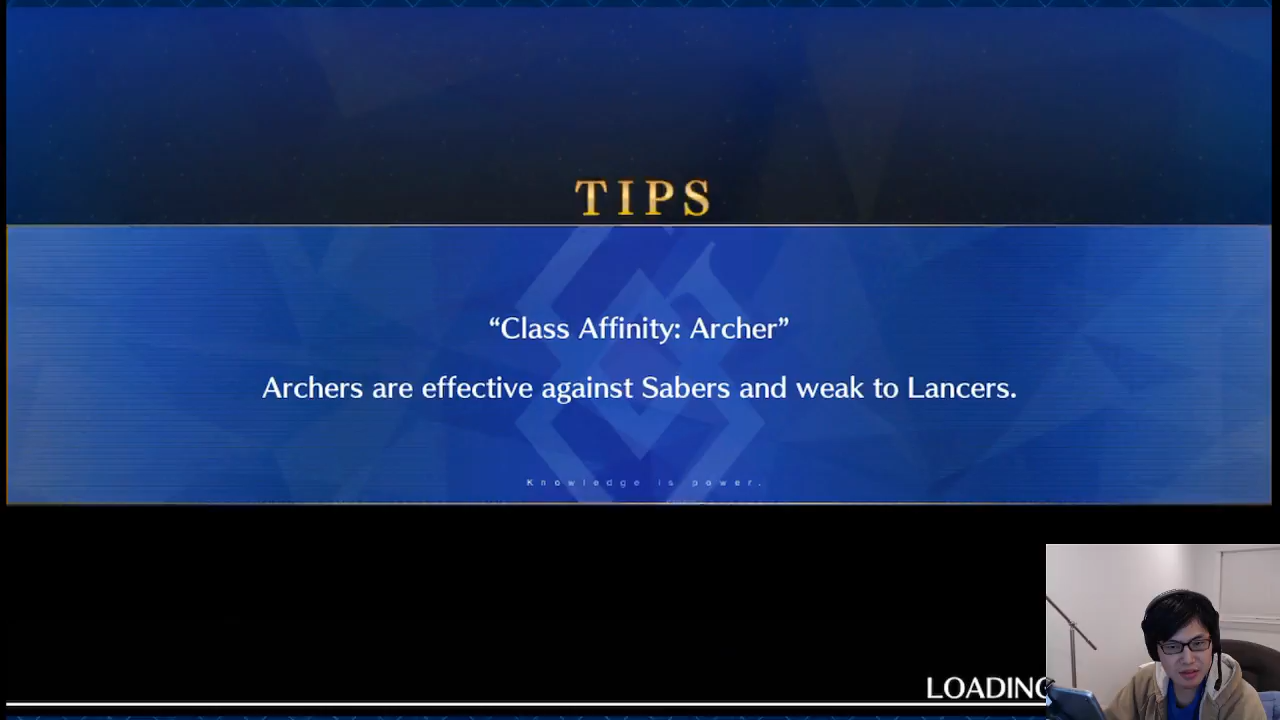 TIPS
“Class Affinity: Archer”
Archers are effective against Sabers and weak to Lancers.
Knowledge is power.
LOADING